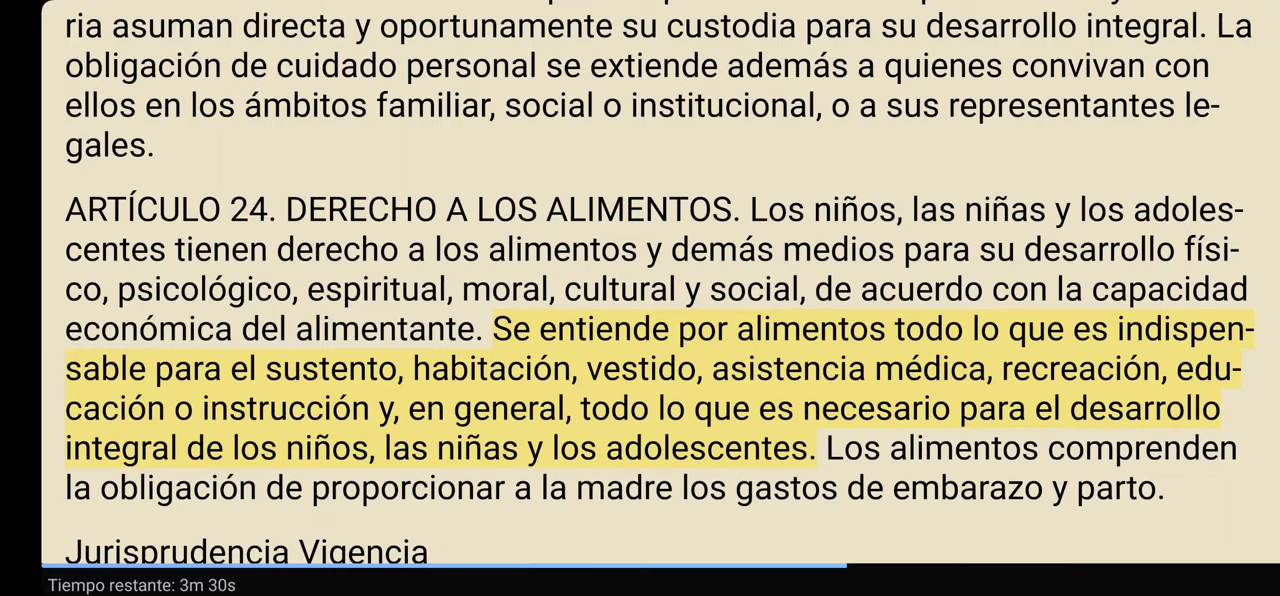 ria asuman directa y oportunamente su custodia para su desarrollo integral. La
obligación de cuidado personal se extiende además a quienes convivan con
ellos en los ámbitos familiar, social o institucional, o a sus representantes le-
gales.
ARTÍCULO 24. DERECHO A LOS ALIMENTOS. Los niños, las niñas y los adoles-
centes tienen derecho a los alimentos y demás medios para su desarrollo físi-
co, psicológico, espiritual, moral, cultural y social, de acuerdo con la capacidad
económica del alimentante. Se entiende por alimentos todo lo que es indispen-
sable para el sustento, habitación, vestido, asistencia médica, recreación, edu-
cación o instrucción y, en general, todo lo que es necesario para el desarrollo
integral de los niños, las niñas y los adolescentes. Los alimentos comprenden
la obligación de proporcionar a la madre los gastos de embarazo y parto.
Jurisprudencia Vigencia
Tiempo restante: 3m 30s